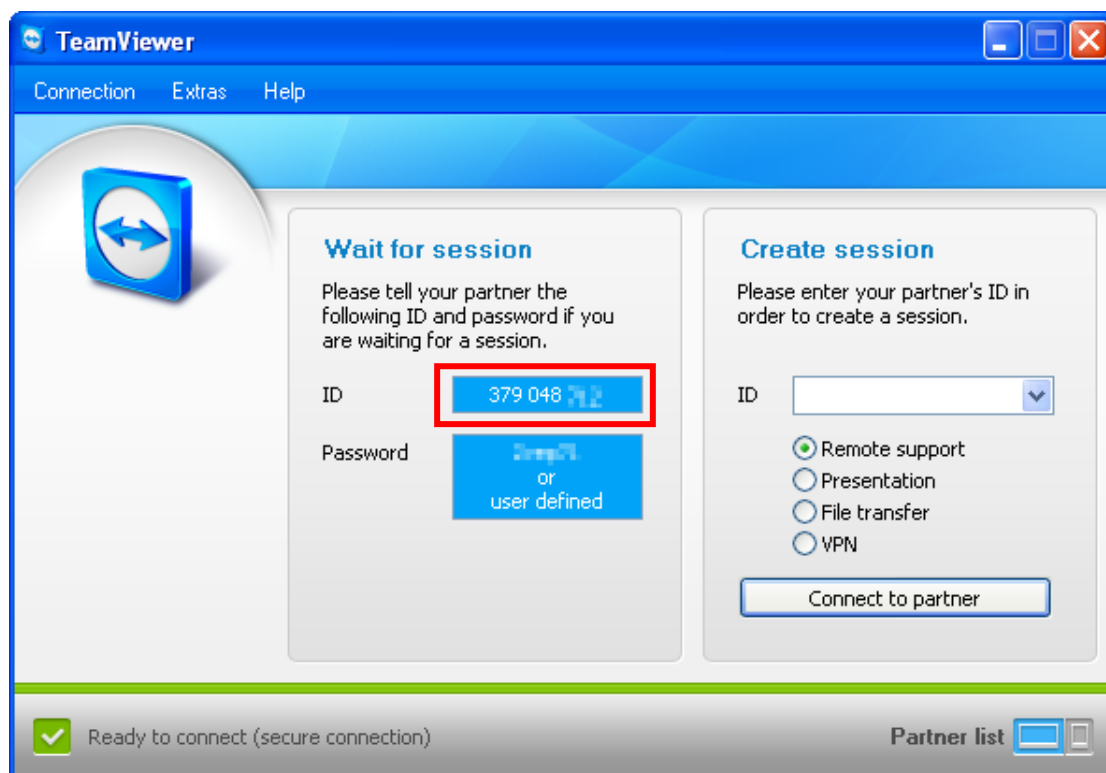 TeamViewer
Connection Extras Help
Wait for session
Please tell your partner the
following ID and password if you
are waiting for a session.
ID 379 048
Password
or
user defined
Create session
Please enter your partner's ID in
order to create a session.
ID
Remote support
Presentation
File transfer
VPN
Connect to partner
Ready to connect (secure connection)
Partner list